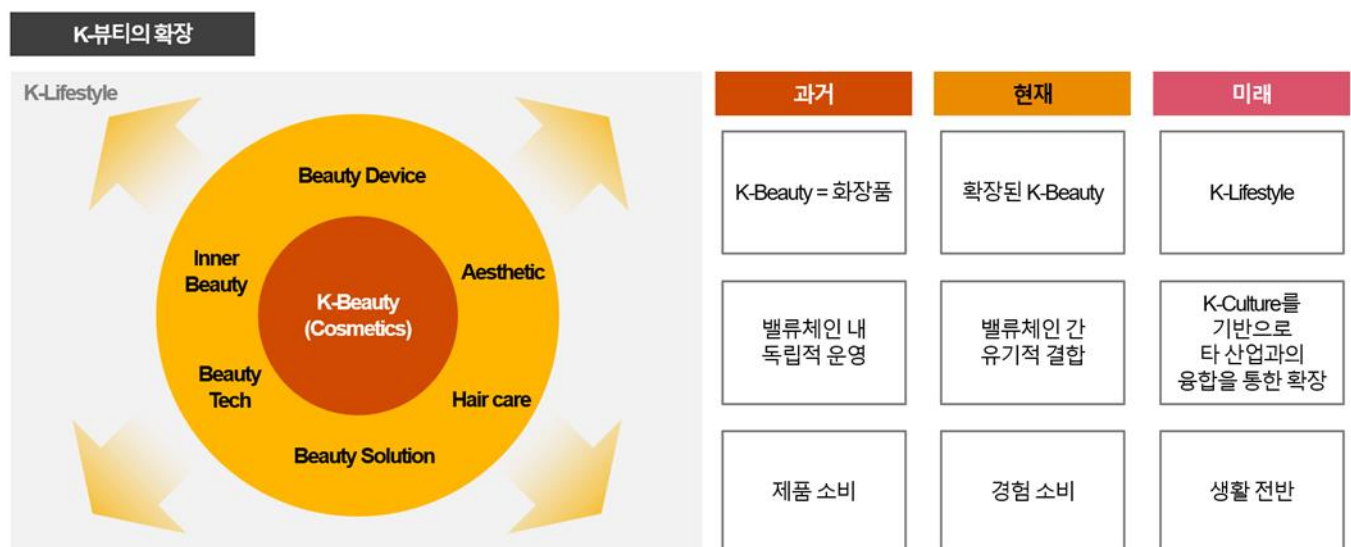 K-뷰티의 확장
K-Lifestyle
Beauty Device
Inner
Beauty
Aesthetic
K-Beauty
(Cosmetics)
Beauty
Tech
Hair care
Beauty Solution
과거
현재
미래
K-Beauty = 화장품
확장된 K-Beauty
K-Lifestyle
밸류체인 내
독립적 운영
밸류체인 간
유기적 결합
K-Culture를
기반으로
타 산업과의
융합을 통한 확장
제품 소비
경험 소비
생활 전반